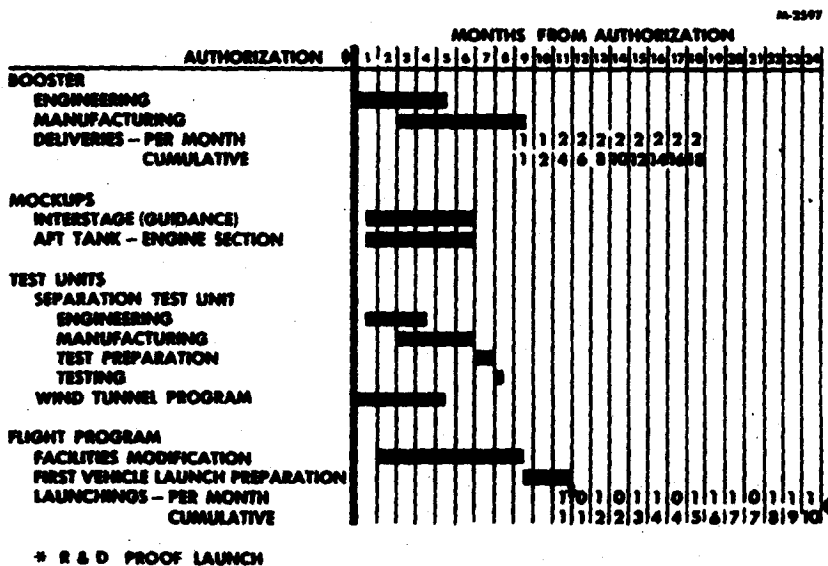 M-2597
MONTHS FROM AUTHORIZATION
AUTHORIZATION 1 2 3 4 5 6 7 8 9 10 11 12 13 14 15 16 17 18 19 20 21 22 23 24
BOOSTER
ENGINEERING
MANUFACTURING
DELIVERIES – PER MONTH 1 1 2 2 2 2 2 2 2 2
CUMULATIVE 1 2 4 6 8 10 12 14 16 18
MOCKUPS
INTERSTAGE (GUIDANCE)
AFT TANK – ENGINE SECTION
TEST UNITS
SEPARATION TEST UNIT
ENGINEERING
MANUFACTURING
TEST PREPARATION
TESTING
WIND TUNNEL PROGRAM
FLIGHT PROGRAM
FACILITIES MODIFICATION
FIRST VEHICLE LAUNCH PREPARATION
LAUNCHINGS – PER MONTH 1 0 1 0 1 1 0 1 1 1 0 1 1 1
CUMULATIVE 1 1 2 2 3 4 4 5 6 7 7 8 9 10
* R & D PROOF LAUNCH